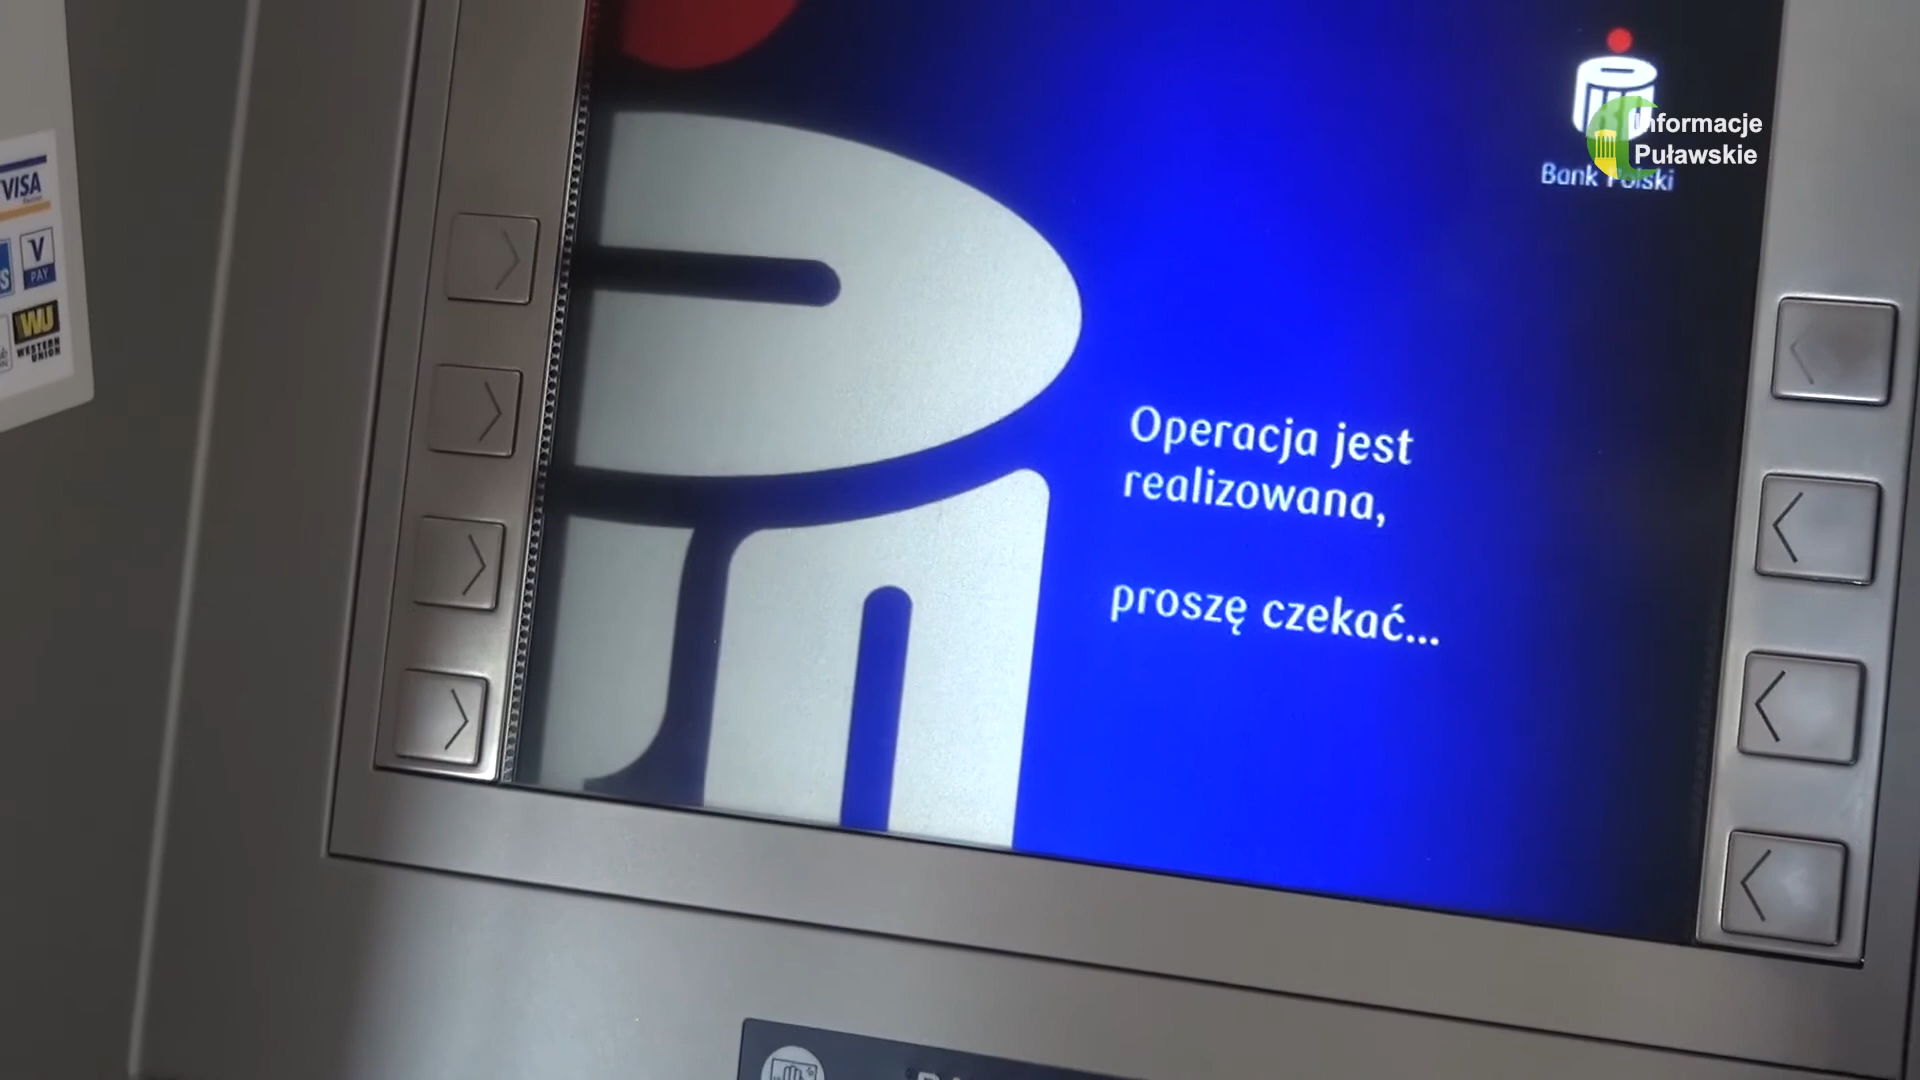 VISA
V
PAY
WU
WESTERN
UNION
Bank Polski
Informacje
Puławskie
Operacja jest
realizowana,
proszę czekać...